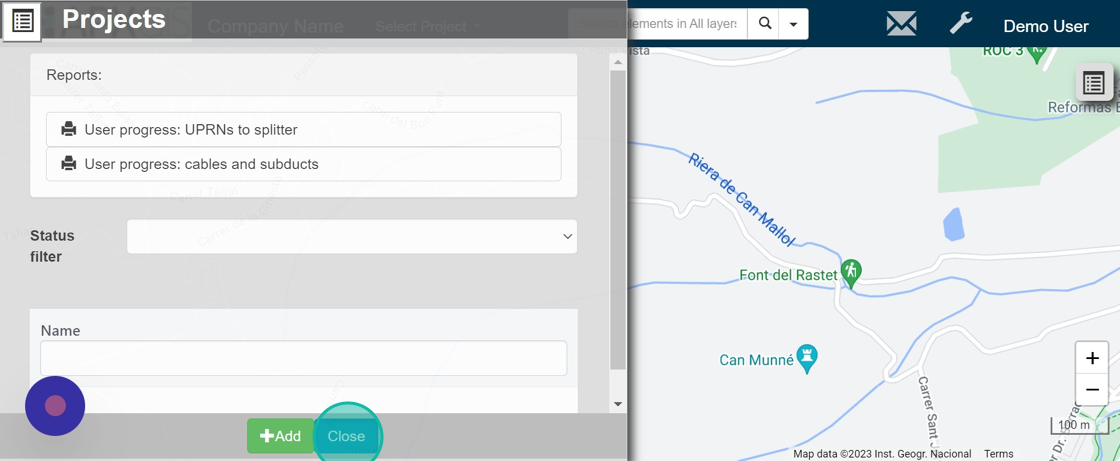 Projects
Company Name
Select Project
elements in All layers
Demo User
Reports:
User progress: UPRNs to splitter
User progress: cables and subducts
Status
filter
Name
Add
Close
ista
ROC 3
Reformas E
Riera de Can Mallol
Font del Rastet
Can Munné
Carrer Sant J
+
−
100 m
Map data ©2023 Inst. Geogr. Nacional
Terms